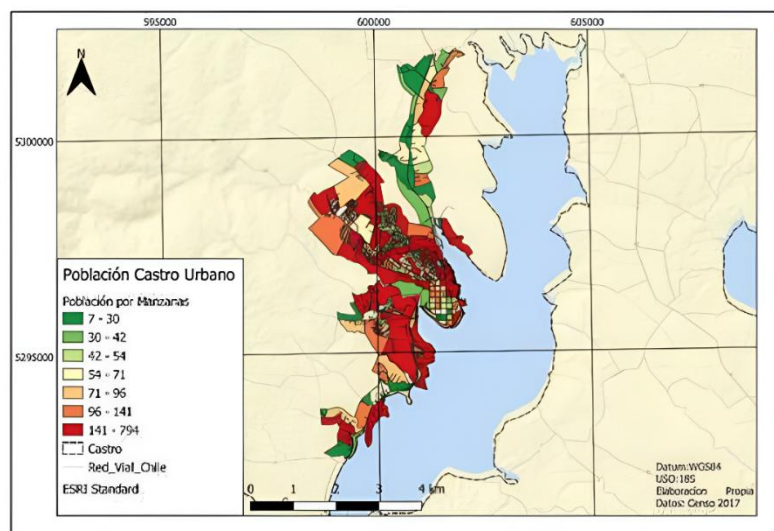 595000 600000 605000
N
5300000
5295000
Población Castro Urbano
Población por Manzanas
7 - 30
30 - 42
42 - 54
54 - 71
71 - 96
96 - 141
141 - 794
Castro
Red_Vial_Chile
ESRI Standard
0 1 2 3 4 km
Datum:WGS84
USO:18S
Elaboracion Propia
Datos: Censo 2017